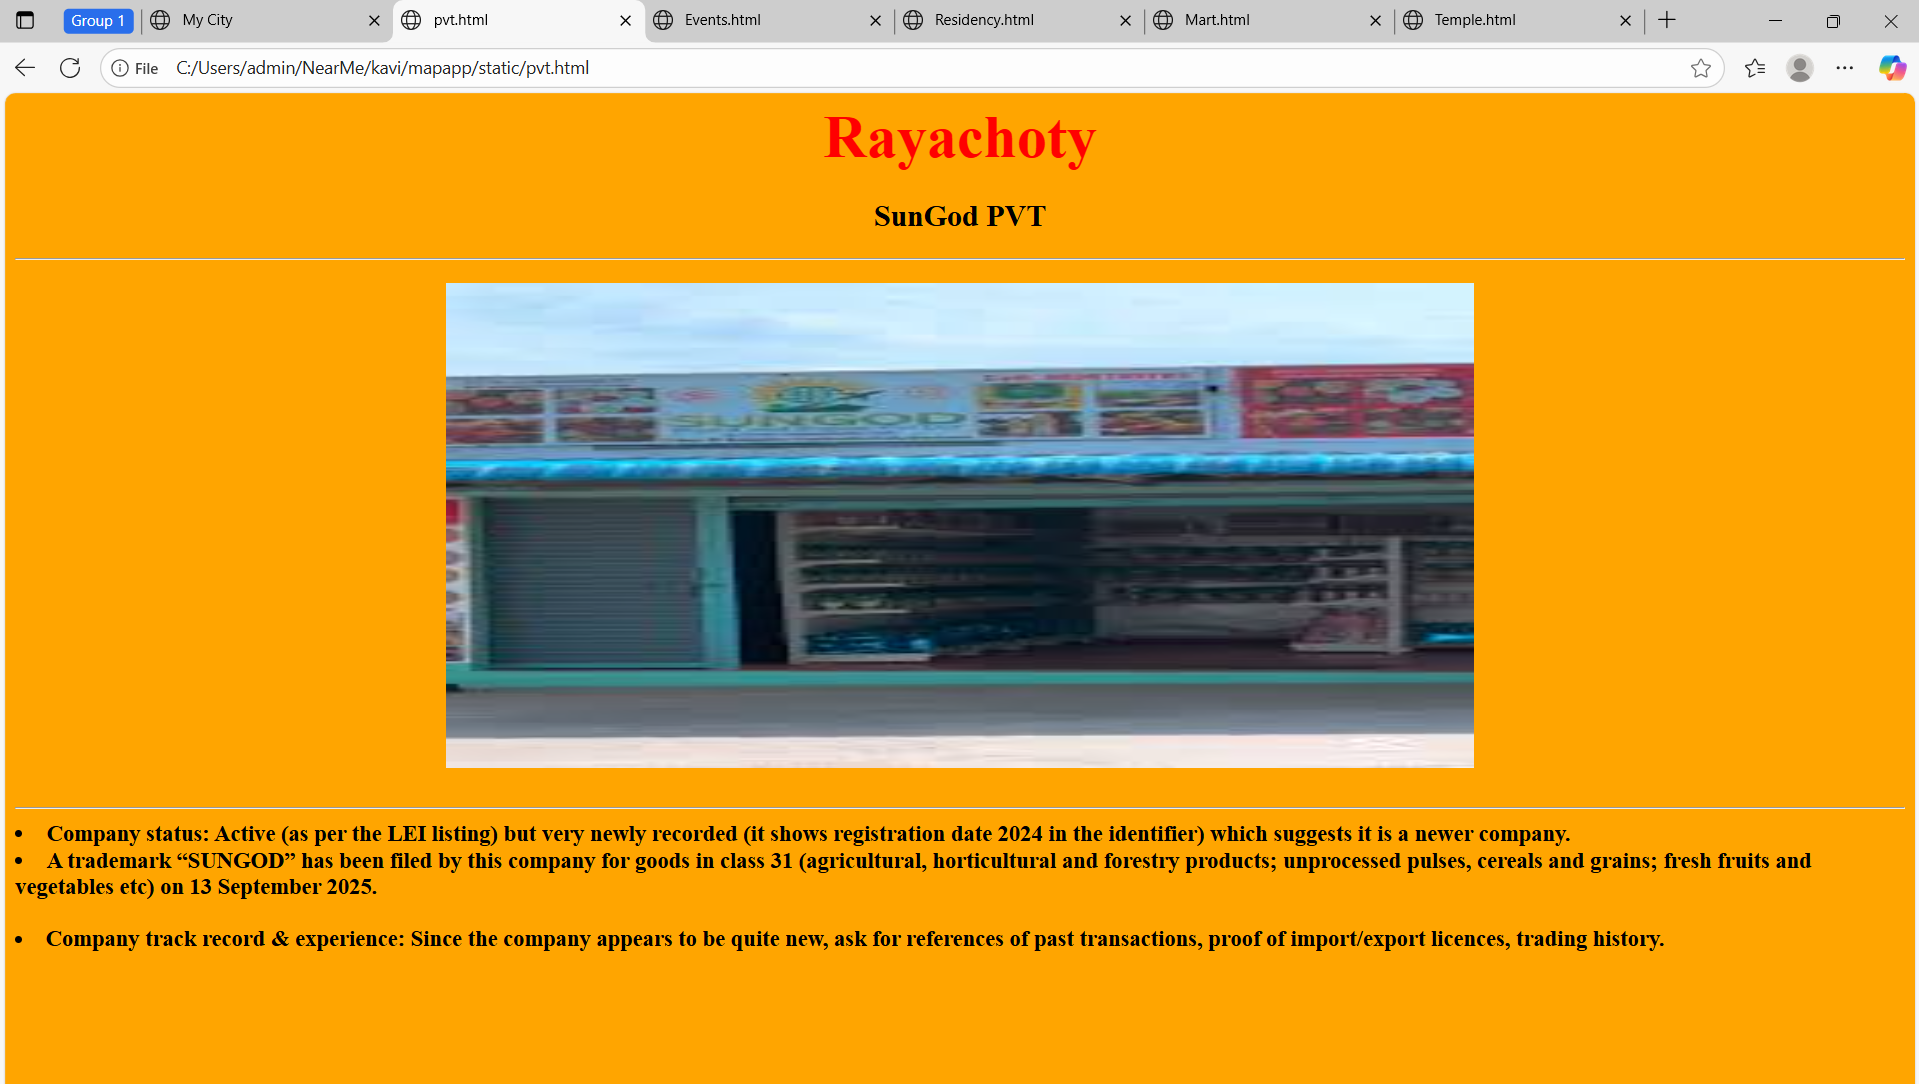 Group 1
My City
pvt.html
Events.html
Residency.html
Mart.html
Temple.html
File
C:/Users/admin/NearMe/kavi/mapapp/static/pvt.html
Rayachoty
SunGod PVT
SUNGOD
• Company status: Active (as per the LEI listing) but very newly recorded (it shows registration date 2024 in the identifier) which suggests it is a newer company.
• A trademark “SUNGOD” has been filed by this company for goods in class 31 (agricultural, horticultural and forestry products; unprocessed pulses, cereals and grains; fresh fruits and
vegetables etc) on 13 September 2025.
• Company track record & experience: Since the company appears to be quite new, ask for references of past transactions, proof of import/export licences, trading history.